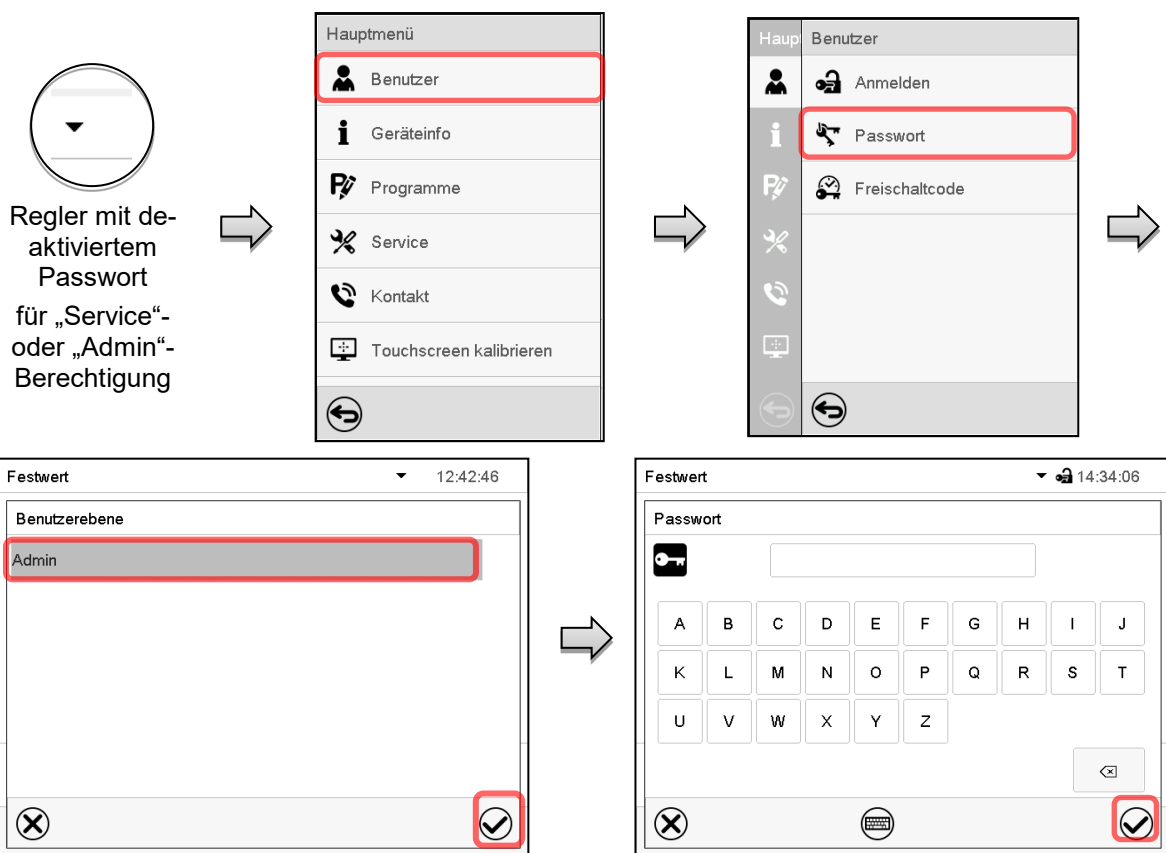 Regler mit de-
aktiviertem
Passwort
für „Service“-
oder „Admin“-
Berechtigung
Hauptmenü
Benutzer
Geräteinfo
Programme
Service
Kontakt
Touchscreen kalibrieren
Haup
Benutzer
Anmelden
Passwort
Freischaltcode
Festwert 12:42:46
Benutzerebene
Admin
Festwert 14:34:06
Passwort
A B C D E F G H I J
K L M N O P Q R S T
U V W X Y Z